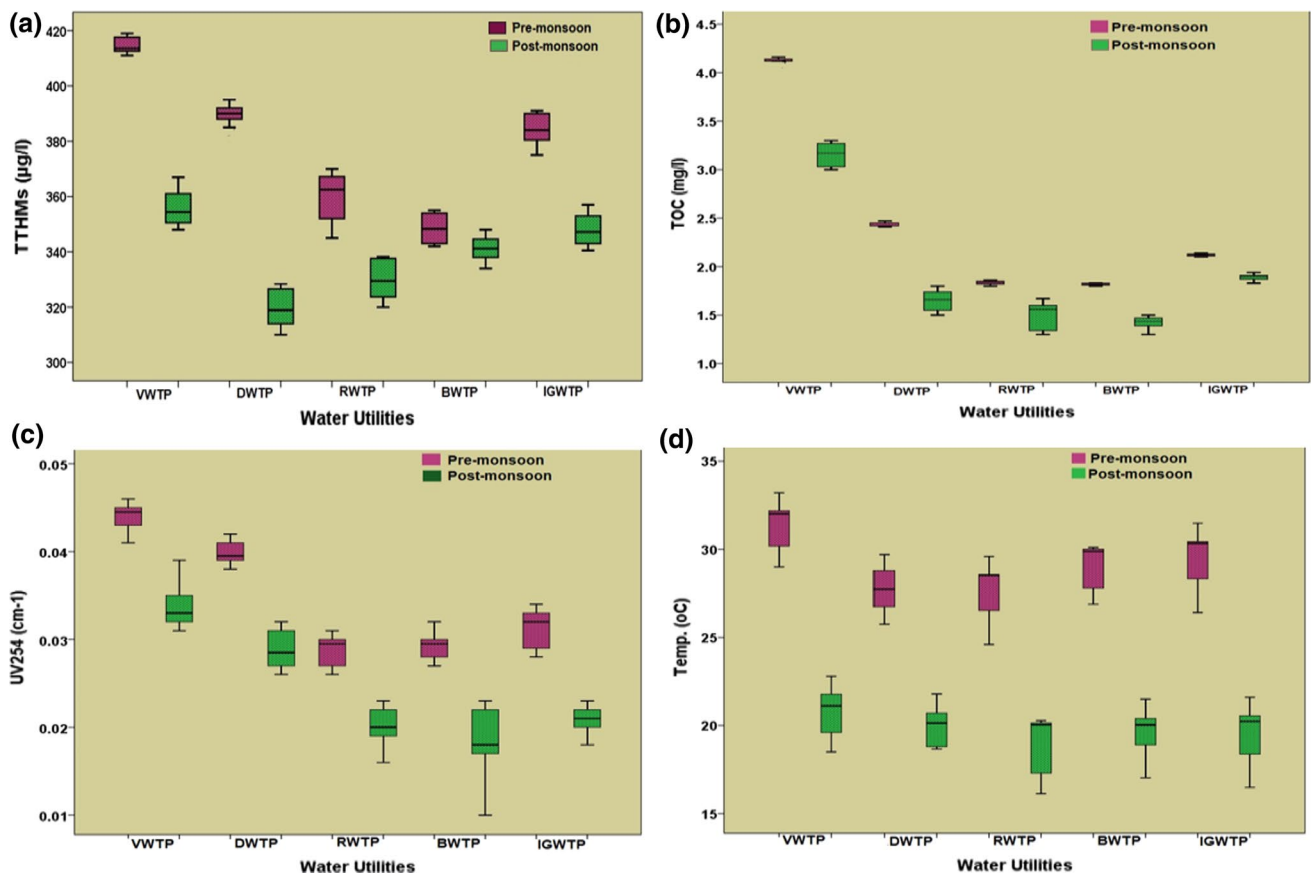 (a)
TTHMs (µg/l)
420
400
380
360
340
320
300
Pre-monsoon
Post-monsoon
VWTP DWTP RWTP BWTP IGWTP
Water Utilities
(b)
TOC (mg/l)
4.5
4.0
3.5
3.0
2.5
2.0
1.5
1.0
Pre-monsoon
Post-monsoon
VWTP DWTP RWTP BWTP IGWTP
Water Utilities
(c)
UV254 (cm-1)
0.05
0.04
0.03
0.02
0.01
Pre-monsoon
Post-monsoon
VWTP DWTP RWTP BWTP IGWTP
Water Utilities
(d)
Temp. (oC)
35
30
25
20
15
Pre-monsoon
Post-monsoon
VWTP DWTP RWTP BWTP IGWTP
Water Utilities